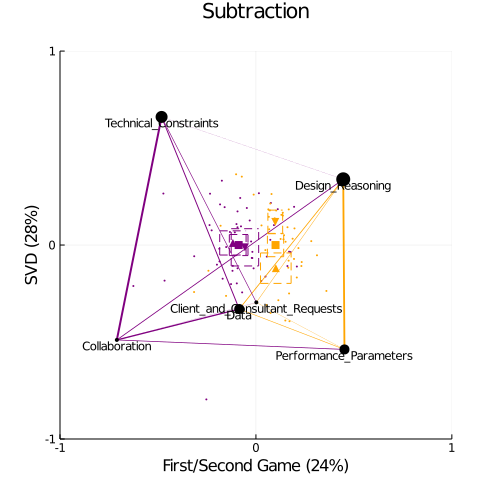 Subtraction
1
Technical_Constraints
Design_Reasoning
SVD (28%)
0
Client_and_Consultant_Requests
Data
Collaboration
Performance_Parameters
-1
-1
0
1
First/Second Game (24%)